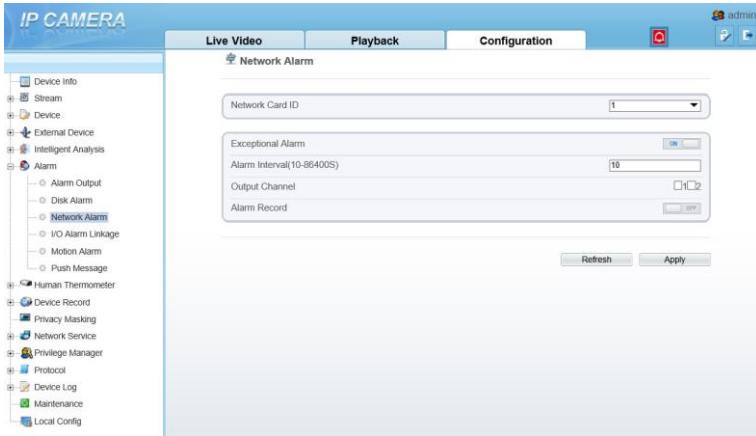 IP CAMERA
admin
Live Video
Playback
Configuration
Network Alarm
Device Info
Stream
Device
External Device
Intelligent Analysis
Alarm
Alarm Output
Disk Alarm
Network Alarm
I/O Alarm Linkage
Motion Alarm
Push Message
Human Thermometer
Device Record
Privacy Masking
Network Service
Privilege Manager
Protocol
Device Log
Maintenance
Local Config
Network Card ID 1
Exceptional Alarm ON
Alarm Interval(10-86400S) 10
Output Channel 1 2
Alarm Record OFF
Refresh Apply